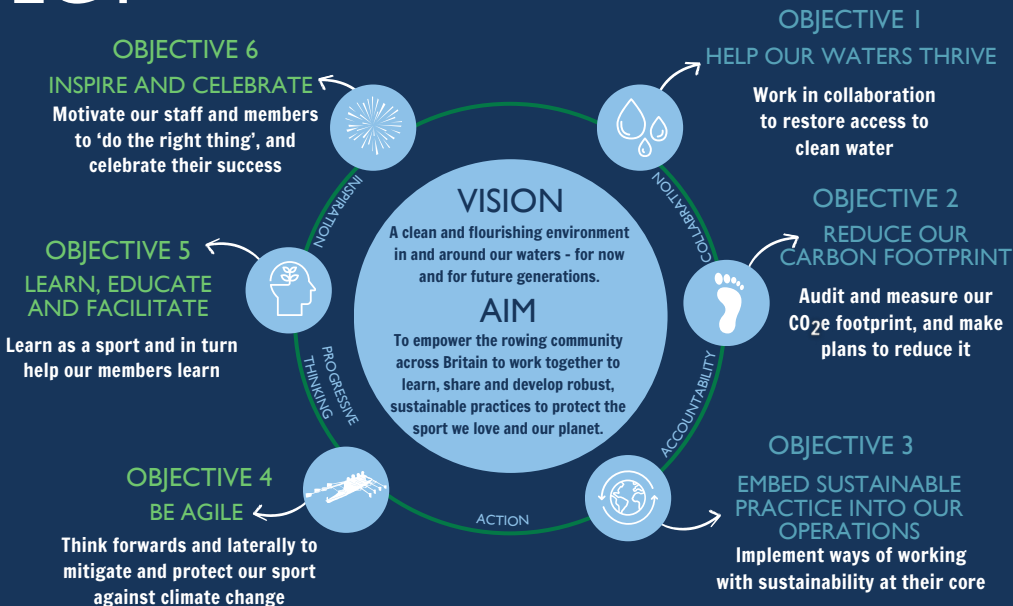 OBJECTIVE 1
HELP OUR WATERS THRIVE
Work in collaboration
to restore access to
clean water
OBJECTIVE 2
REDUCE OUR
CARBON FOOTPRINT
Audit and measure our
CO2e footprint, and make
plans to reduce it
OBJECTIVE 3
EMBED SUSTAINABLE
PRACTICE INTO OUR
OPERATIONS
Implement ways of working
with sustainability at their core
OBJECTIVE 4
BE AGILE
Think forwards and laterally to
mitigate and protect our sport
against climate change
OBJECTIVE 5
LEARN, EDUCATE
AND FACILITATE
Learn as a sport and in turn
help our members learn
OBJECTIVE 6
INSPIRE AND CELEBRATE
Motivate our staff and members
to ‘do the right thing’, and
celebrate their success
VISION
A clean and flourishing environment
in and around our waters - for now
and for future generations.
AIM
To empower the rowing community
across Britain to work together to
learn, share and develop robust,
sustainable practices to protect the
sport we love and our planet.
COLABRATION
ACCOUNTABILITY
ACTION
PROGRESSIVE
THINKING
INSPIRATION